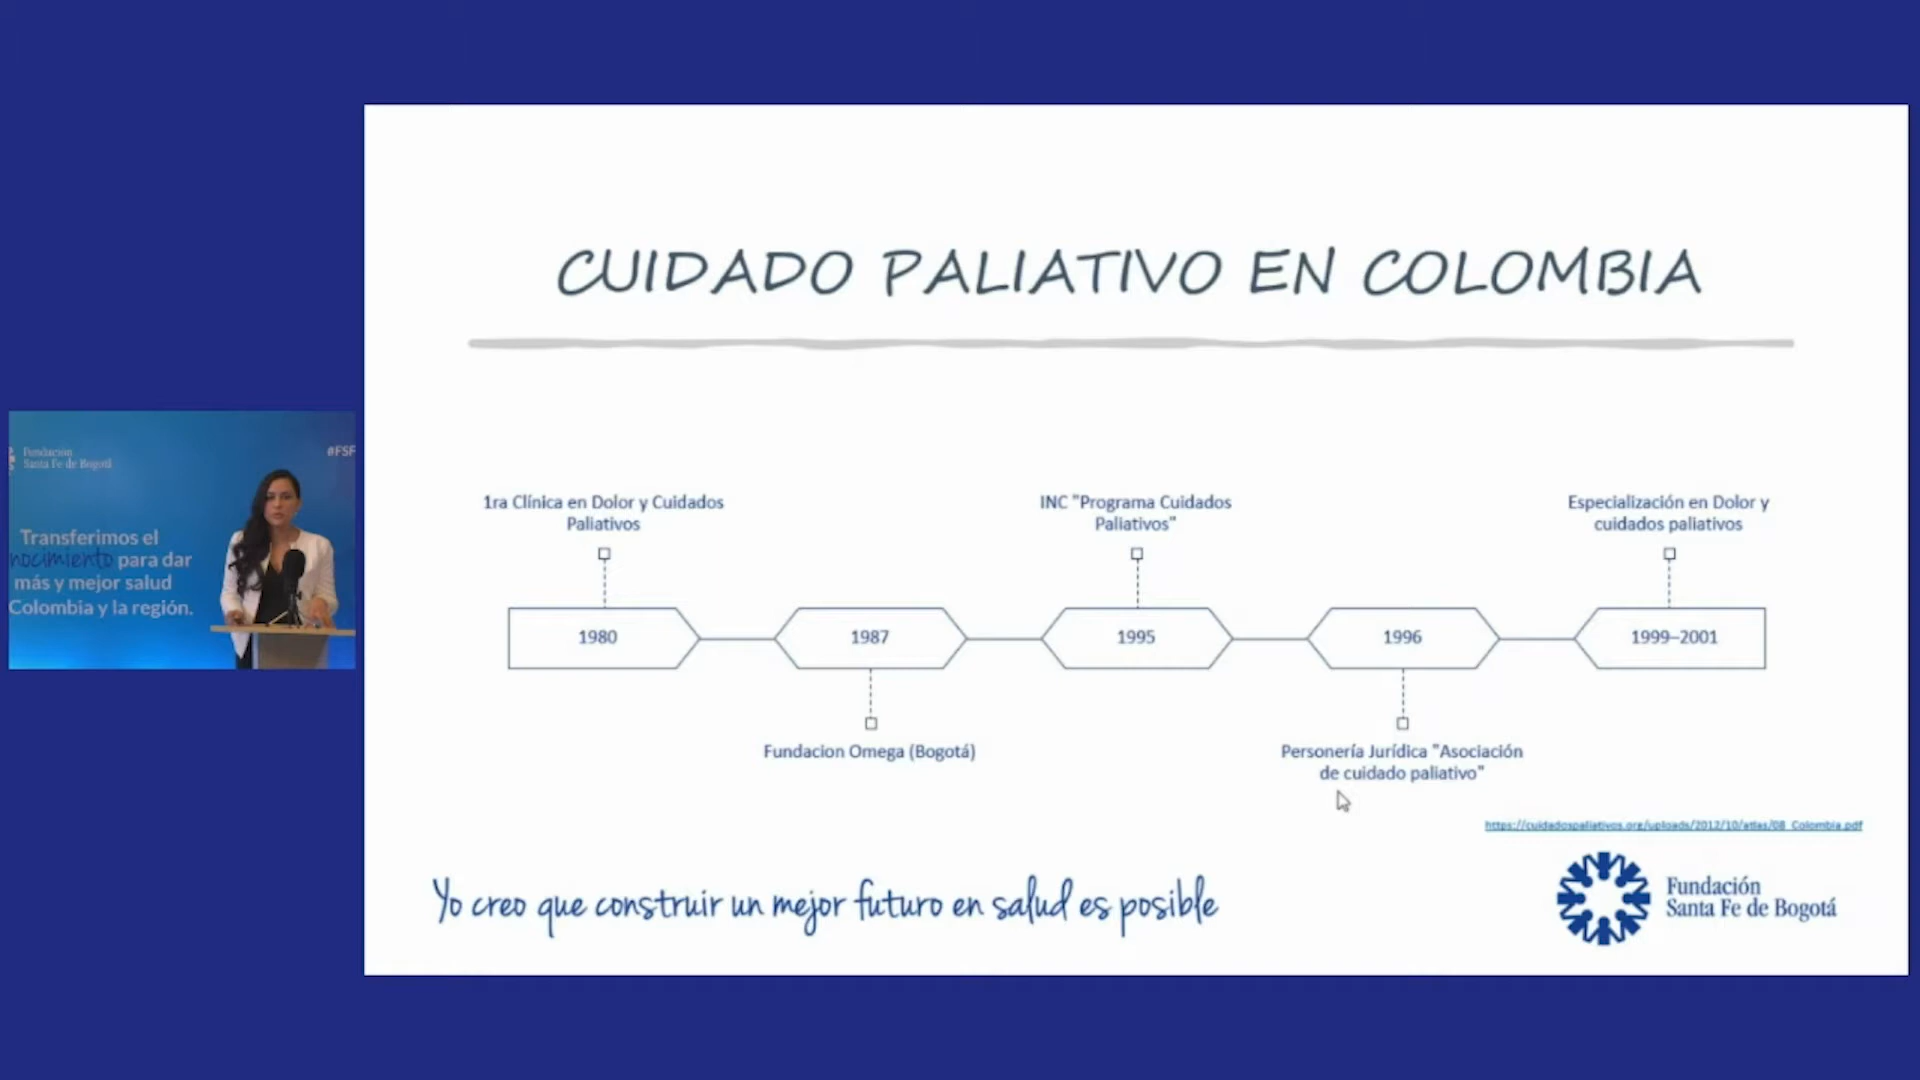 CUIDADO PALIATIVO EN COLOMBIA
1ra Clínica en Dolor y Cuidados
Paliativos
INC "Programa Cuidados
Paliativos"
Especialización en Dolor y
cuidados paliativos
1980
1987
1995
1996
1999–2001
Fundacion Omega (Bogotá)
Personería Jurídica "Asociación
de cuidado paliativo"
https://cuidadospaliativos.org/uploads/2012/10/atlas/08_Colombia.pdf
Yo creo que construir un mejor futuro en salud es posible
Fundación
Santa Fe de Bogotá
Fundación
Santa Fe de Bogotá
#FSF
Transferimos el
nocimiento para dar
más y mejor salud
Colombia y la región.